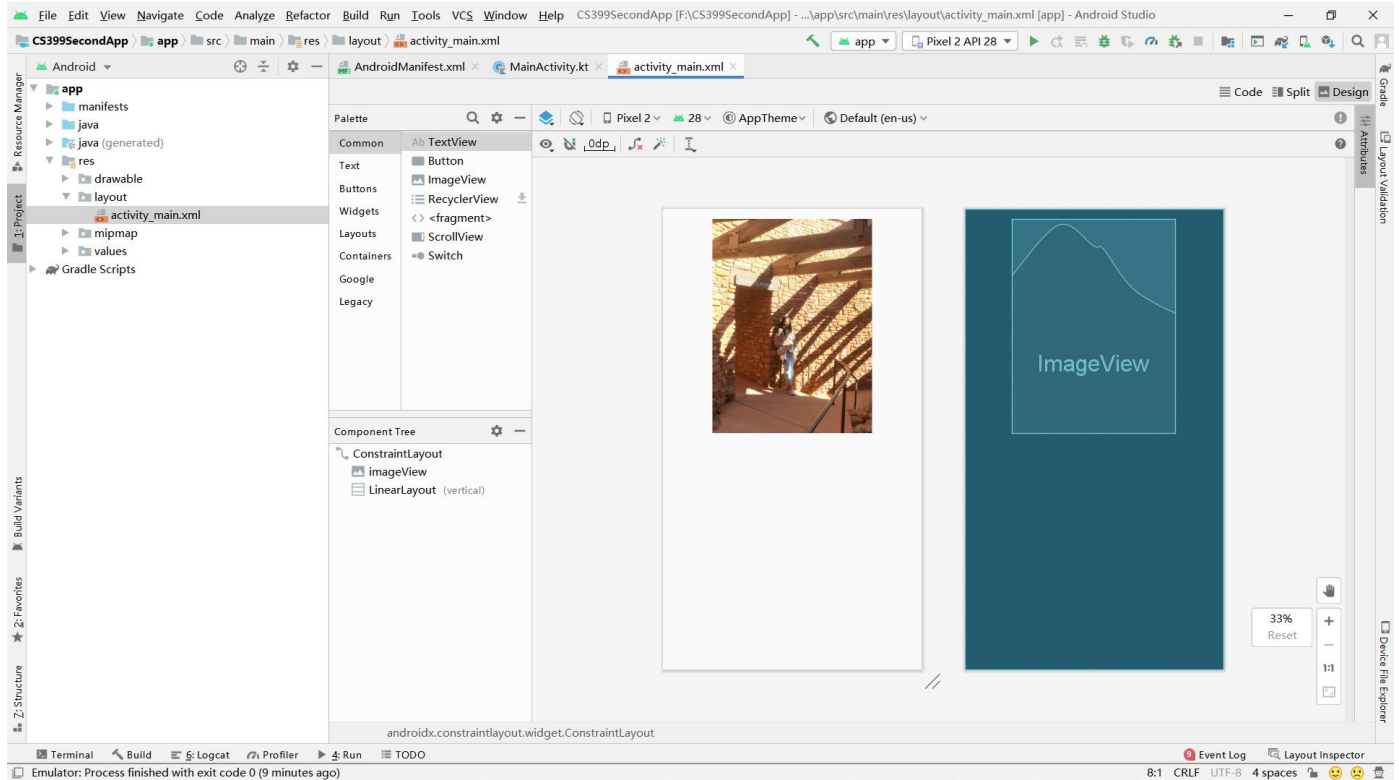 File Edit View Navigate Code Analyze Refactor Build Run Tools VCS Window Help CS399SecondApp [F:\CS399SecondApp] - ...\app\src\main\res\layout\activity_main.xml [app] - Android Studio
CS399SecondApp app src main res layout activity_main.xml app Pixel 2 API 28
Android AndroidManifest.xml MainActivity.kt activity_main.xml
Resource Manager
1: Project
Build Variants
2: Favorites
Z: Structure
app
manifests
java
java (generated)
res
drawable
layout
activity_main.xml
mipmap
values
Gradle Scripts
Code Split Design
Palette
Common
Text
Buttons
Widgets
Layouts
Containers
Google
Legacy
Ab TextView
Button
ImageView
RecyclerView
<fragment>
ScrollView
Switch
Component Tree
ConstraintLayout
imageView
LinearLayout (vertical)
Pixel 2 28 AppTheme Default (en-us)
0dp
ImageView
33%
Reset
1:1
Attributes
Gradle
Layout Validation
Device File Explorer
androidx.constraintlayout.widget.ConstraintLayout
Terminal Build 6: Logcat Profiler 4: Run TODO 9 Event Log Layout Inspector
Emulator: Process finished with exit code 0 (9 minutes ago) 8:1 CRLF UTF-8 4 spaces